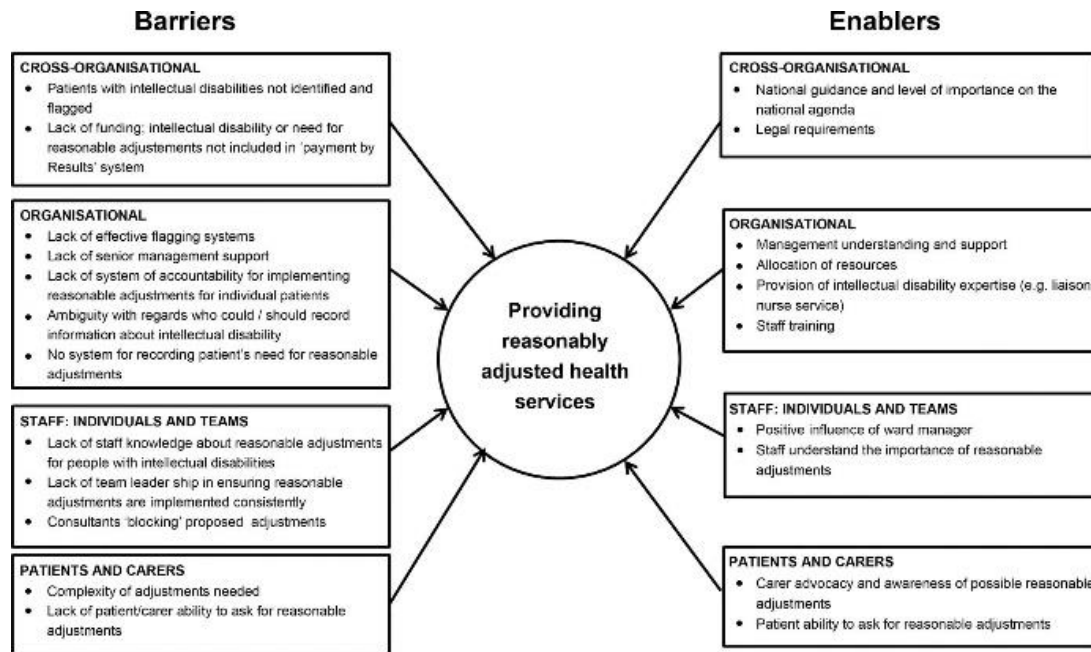 Barriers
CROSS-ORGANISATIONAL
• Patients with intellectual disabilities not identified and
flagged
• Lack of funding; intellectual disability or need for
reasonable adjustements not included in 'payment by
Results' system
ORGANISATIONAL
• Lack of effective flagging systems
• Lack of senior management support
• Lack of system of accountability for implementing
reasonable adjustments for individual patients
• Ambiguity with regards who could / should record
information about intellectual disability
• No system for recording patient's need for reasonable
adjustments
STAFF: INDIVIDUALS AND TEAMS
• Lack of staff knowledge about reasonable adjustments
for people with intellectual disabilities
• Lack of team leader ship in ensuring reasonable
adjustments are implemented consistently
• Consultants 'blocking' proposed adjustments
PATIENTS AND CARERS
• Complexity of adjustments needed
• Lack of patient/carer ability to ask for reasonable
adjustments
Providing
reasonably
adjusted health
services
Enablers
CROSS-ORGANISATIONAL
• National guidance and level of importance on the
national agenda
• Legal requirements
ORGANISATIONAL
• Management understanding and support
• Allocation of resources
• Provision of intellectual disability expertise (e.g. liaison
nurse service)
• Staff training
STAFF: INDIVIDUALS AND TEAMS
• Positive influence of ward manager
• Staff understand the importance of reasonable
adjustments
PATIENTS AND CARERS
• Carer advocacy and awareness of possible reasonable
adjustments
• Patient ability to ask for reasonable adjustments